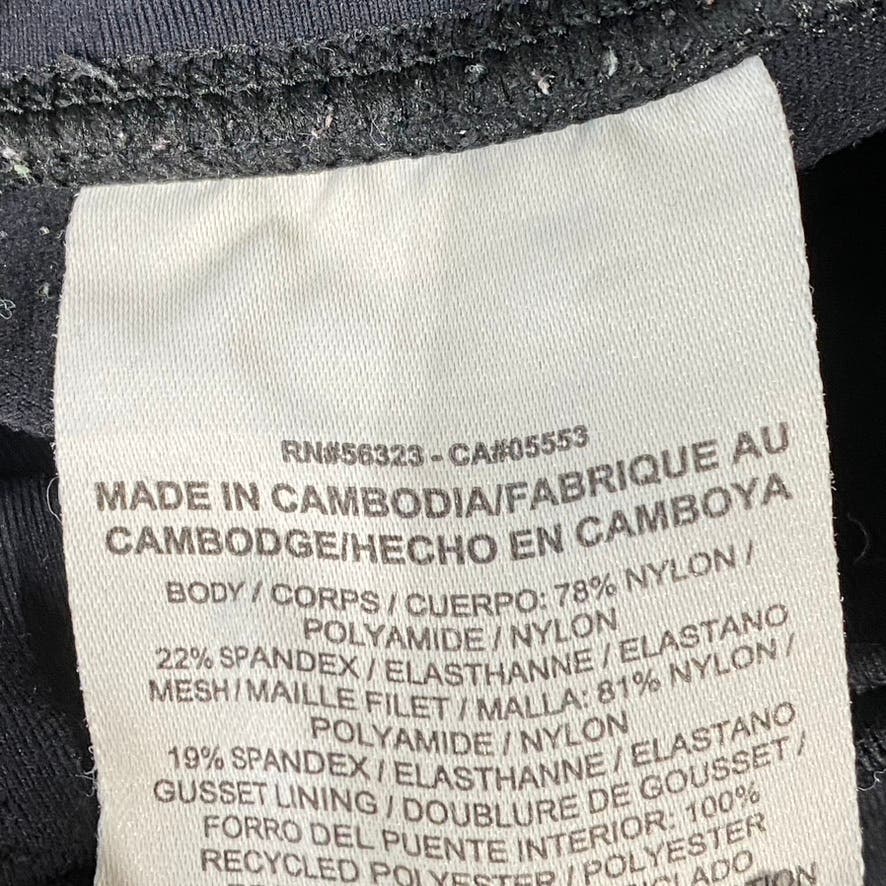 RN#56323 - CA#05553
MADE IN CAMBODIA/FABRIQUE AU
CAMBODGE/HECHO EN CAMBOYA
BODY / CORPS / CUERPO: 78% NYLON /
POLYAMIDE / NYLON
22% SPANDEX / ELASTHANNE / ELASTANO
MESH / MAILLE FILET / MALLA: 81% NYLON /
POLYAMIDE / NYLON
19% SPANDEX / ELASTHANNE / ELASTANO
GUSSET LINING / DOUBLURE DE GOUSSET /
FORRO DEL PUENTE INTERIOR: 100%
RECYCLED POLYESTER / POLYESTER